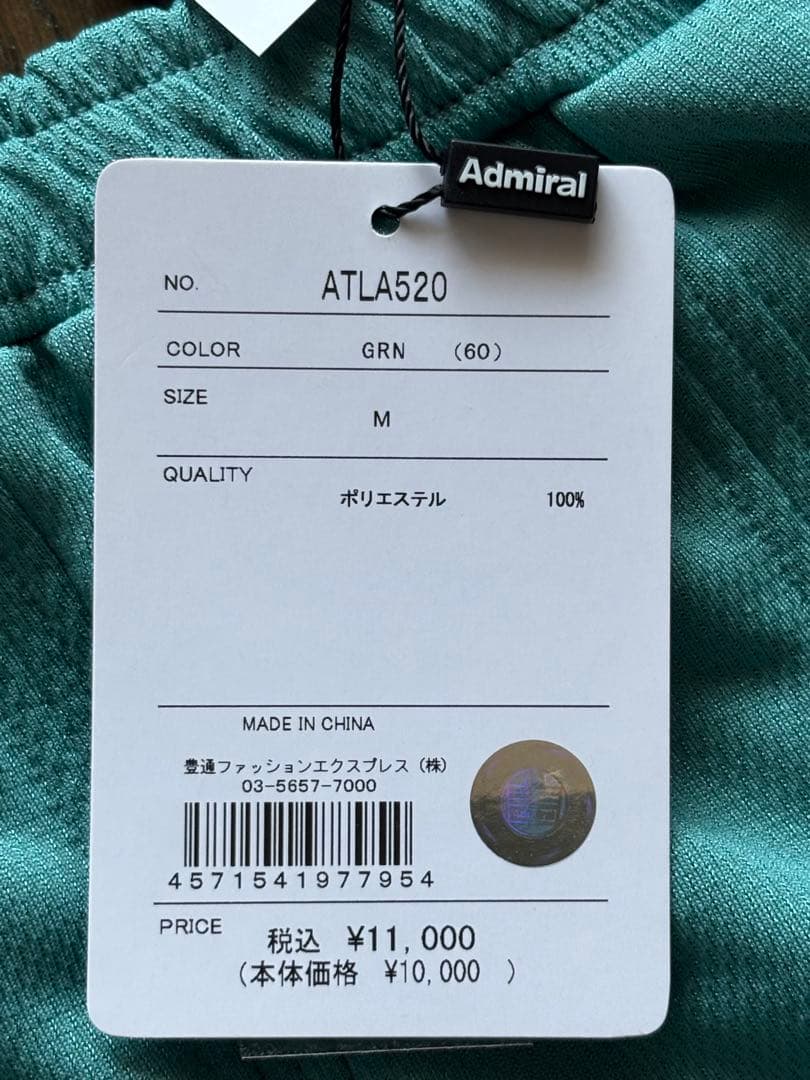 Admiral
NO. ATLA520
COLOR GRN (60)
SIZE
M
QUALITY
ポリエステル 100%
MADE IN CHINA
豊通ファッションエクスプレス（株）
03-5657-7000
4571541977954
PRICE 税込 ¥11,000
(本体価格 ¥10,000 )